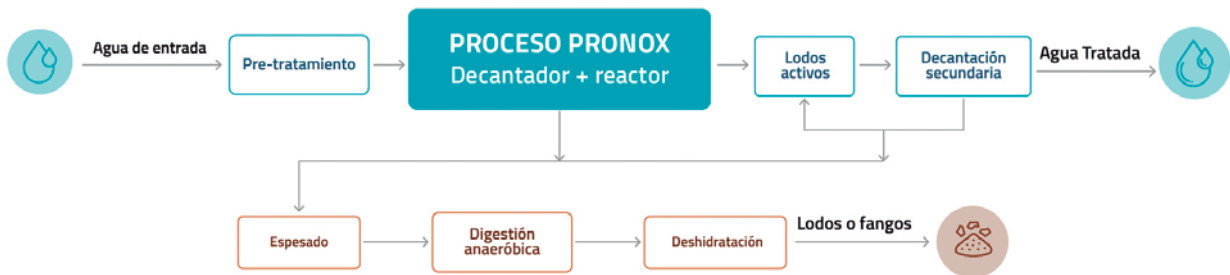 Agua de entrada
Pre-tratamiento
PROCESO PRONOX
Decantador + reactor
Lodos
activos
Decantación
secundaria
Agua Tratada
Espesado
Digestión
anaeróbica
Deshidratación
Lodos o fangos